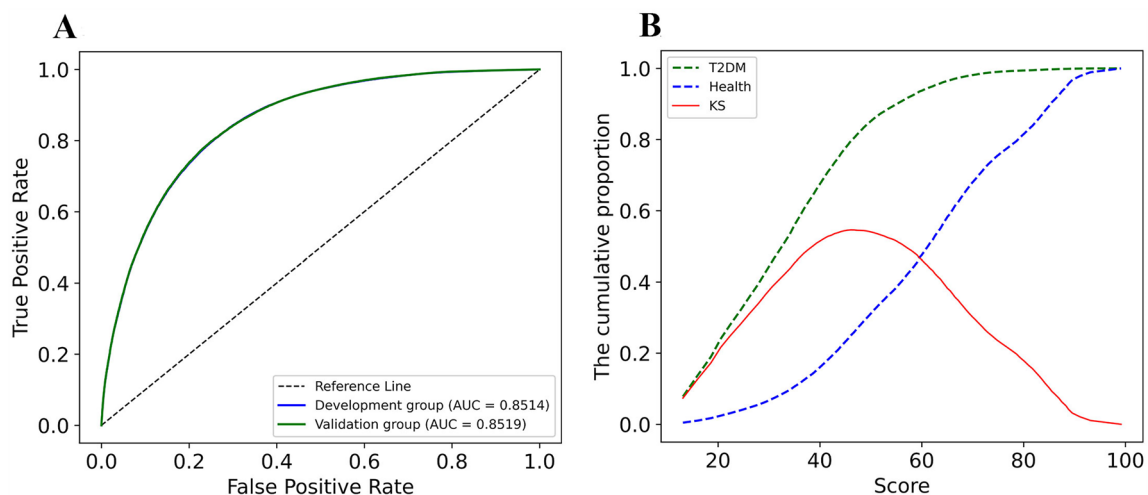 A
True Positive Rate
1.0
0.8
0.6
0.4
0.2
0.0
Reference Line
Development group (AUC = 0.8514)
Validation group (AUC = 0.8519)
0.0 0.2 0.4 0.6 0.8 1.0
False Positive Rate
B
The cumulative proportion
1.0
0.8
0.6
0.4
0.2
0.0
T2DM
Health
KS
20 40 60 80 100
Score